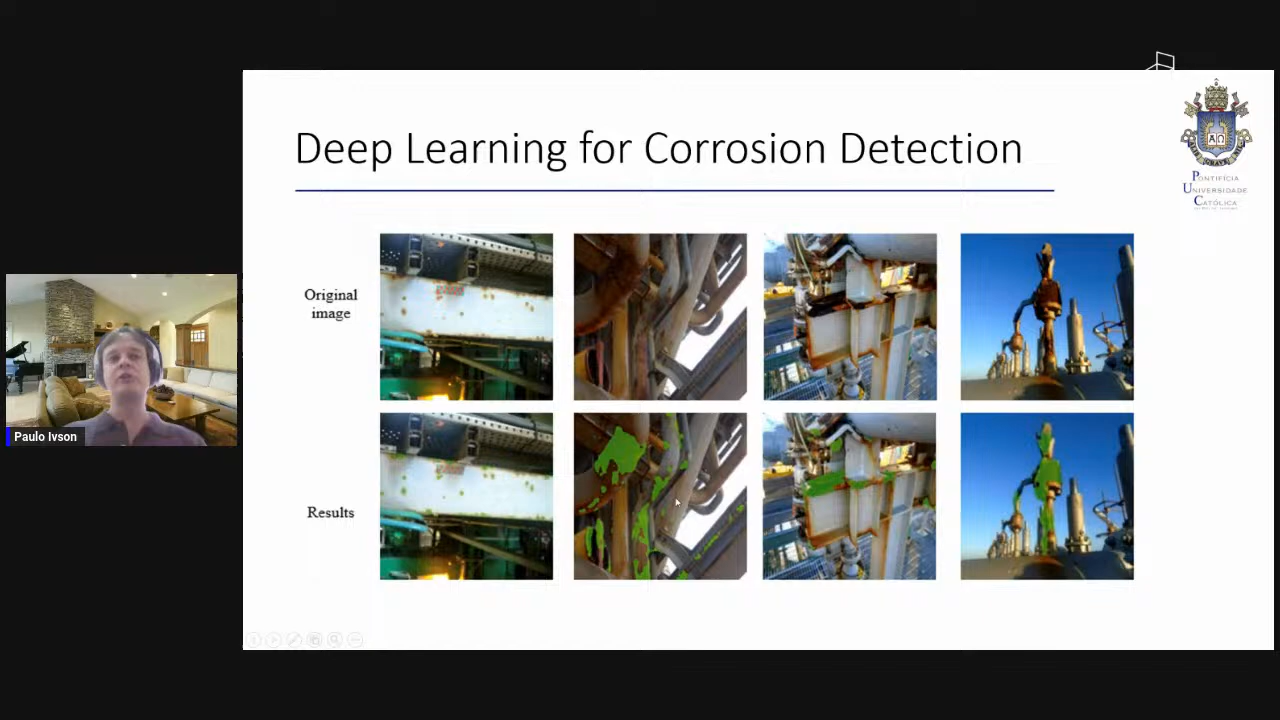 Deep Learning for Corrosion Detection
PONTIFÍCIA
UNIVERSIDADE
CATÓLICA
Original
image
Paulo Ivson
Results